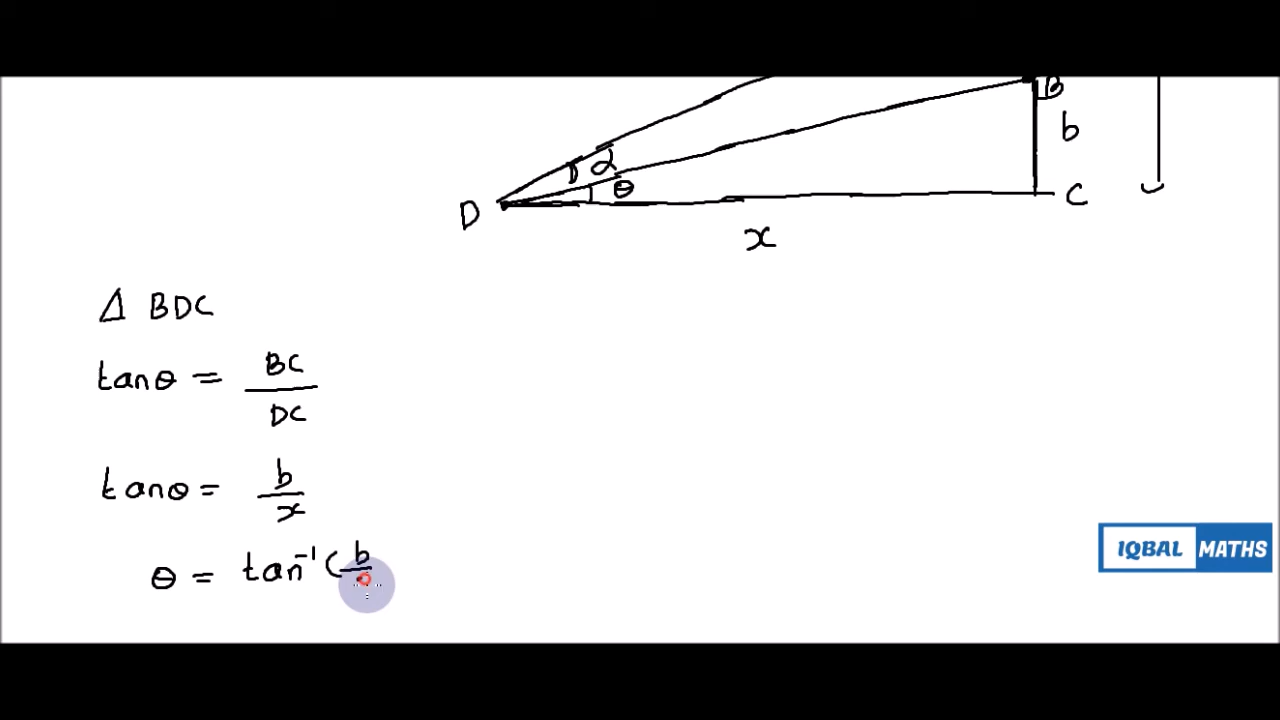 B
b
α
θ
D
C
x
Δ BDC
tanθ = BC/DC
tanθ = b/x
θ = tan⁻¹(b/
IQBAL MATHS